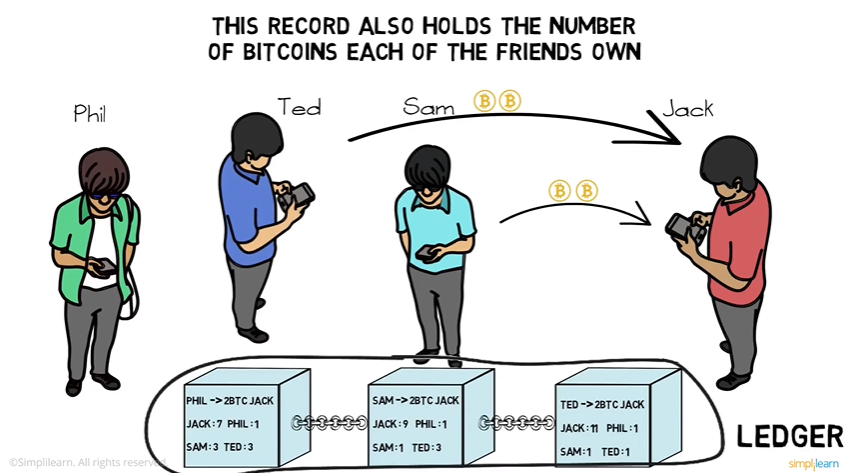 THIS RECORD ALSO HOLDS THE NUMBER
OF BITCOINS EACH OF THE FRIENDS OWN
Phil
Ted
Sam
Jack
PHIL -> 2BTC JACK
JACK:7 PHIL:1
SAM:3 TED:3
SAM -> 2BTC JACK
JACK:9 PHIL:1
SAM:1 TED:3
TED -> 2BTC JACK
JACK:11 PHIL:1
SAM:1 TED:1
LEDGER
©Simplilearn. All rights reserved.
simplilearn